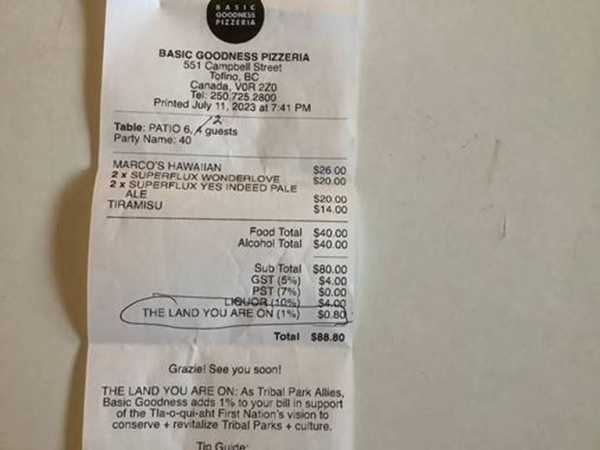 BASIC
GOODNESS
PIZZERIA
BASIC GOODNESS PIZZERIA
551 Campbell Street
Tofino, BC
Canada, V0R 2Z0
Tel: 250.725.2800
Printed July 11, 2023 at 7:41 PM
2
Table: PATIO 6, 4 guests
Party Name: 40
MARCO'S HAWAIIAN $26.00
2 x SUPERFLUX WONDERLOVE $20.00
2 x SUPERFLUX YES INDEED PALE
ALE $20.00
TIRAMISU $14.00
Food Total $40.00
Alcohol Total $40.00
Sub Total $80.00
GST (5%) $4.00
PST (7%) $0.00
LIQUOR (10%) $4.00
THE LAND YOU ARE ON (1%) $0.80
Total $88.80
Grazie! See you soon!
THE LAND YOU ARE ON: As Tribal Park Allies,
Basic Goodness adds 1% to your bill in support
of the Tla-o-qui-aht First Nation's vision to
conserve + revitalize Tribal Parks + culture.
Tip Guide: